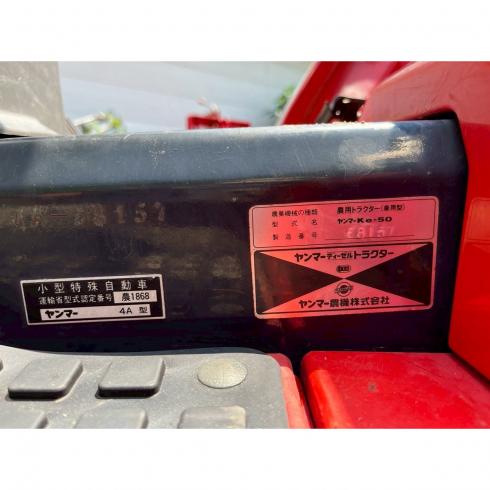 8151
小型特殊自動車
運輸省型式認定番号 農1868
ヤンマー 4A型
農業機械の種類 農用トラクター(乗用型)
型式名 ヤンマーKe-50
製造番号
ヤンマーディーゼルトラクター
ヤンマー農機株式会社